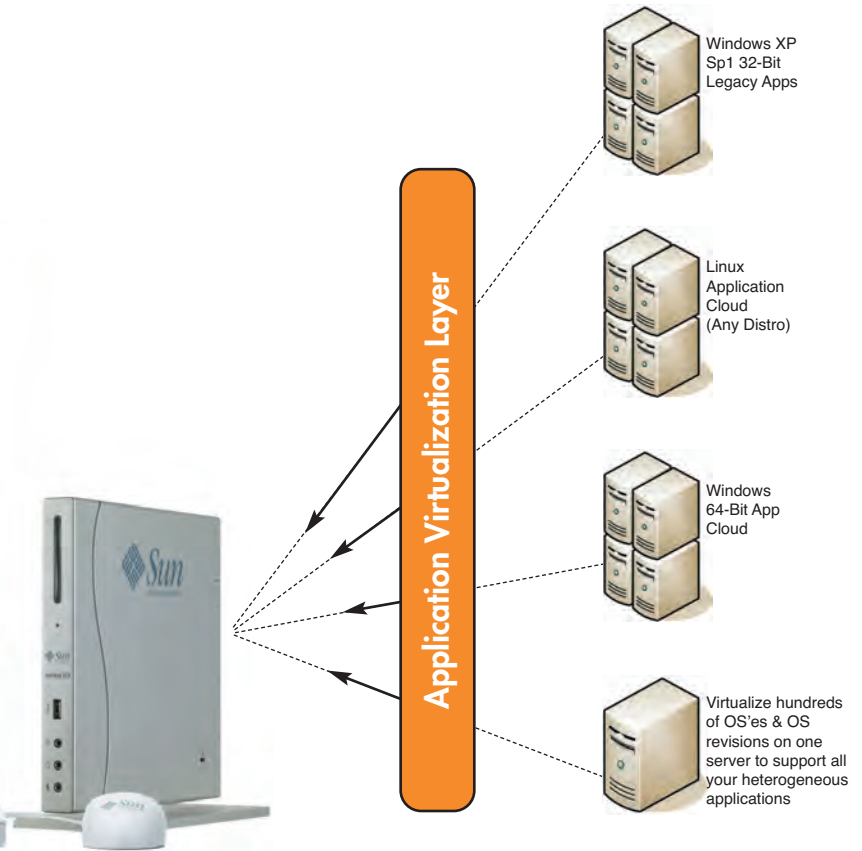 Windows XP
Sp1 32-Bit
Legacy Apps
Linux
Application
Cloud
(Any Distro)
Windows
64-Bit App
Cloud
Virtualize hundreds
of OS'es & OS
revisions on one
server to support all
your heterogeneous
applications
Application Virtualization Layer
Sun
Sun
Sun